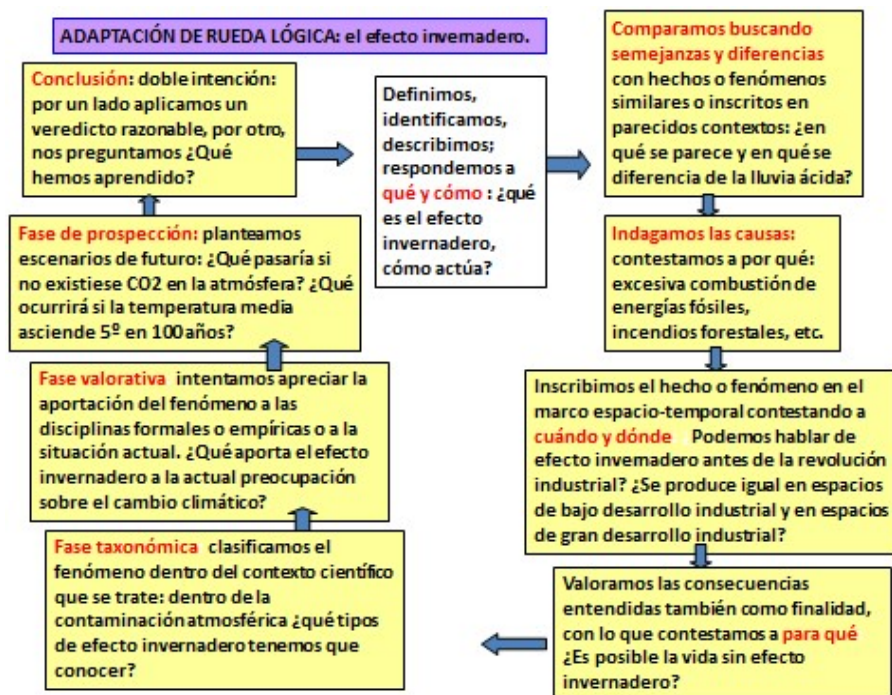 ADAPTACIÓN DE RUEDA LÓGICA: el efecto invernadero.
Definimos,
identificamos,
describimos;
respondemos a
qué y cómo : ¿qué
es el efecto
invernadero,
cómo actúa?
Comparamos buscando
semejanzas y diferencias
con hechos o fenómenos
similares o inscritos en
parecidos contextos: ¿en
qué se parece y en qué se
diferencia de la lluvia ácida?
Indagamos las causas:
contestamos a por qué:
excesiva combustión de
energías fósiles,
incendios forestales, etc.
Inscribimos el hecho o fenómeno en el
marco espacio-temporal contestando a
cuándo y dónde Podemos hablar de
efecto invernadero antes de la revolución
industrial? ¿Se produce igual en espacios
de bajo desarrollo industrial y en espacios
de gran desarrollo industrial?
Valoramos las consecuencias
entendidas también como finalidad,
con lo que contestamos a para qué
¿Es posible la vida sin efecto
invernadero?
Fase taxonómica clasificamos el
fenómeno dentro del contexto científico
que se trate: dentro de la
contaminación atmosférica ¿qué tipos
de efecto invernadero tenemos que
conocer?
Fase valorativa intentamos apreciar la
aportación del fenómeno a las
disciplinas formales o empíricas o a la
situación actual. ¿Qué aporta el efecto
invernadero a la actual preocupación
sobre el cambio climático?
Fase de prospección: planteamos
escenarios de futuro: ¿Qué pasaría si
no existiese CO2 en la atmósfera? ¿Qué
ocurrirá si la temperatura media
asciende 5º en 100 años?
Conclusión: doble intención:
por un lado aplicamos un
veredicto razonable, por otro,
nos preguntamos ¿Qué
hemos aprendido?